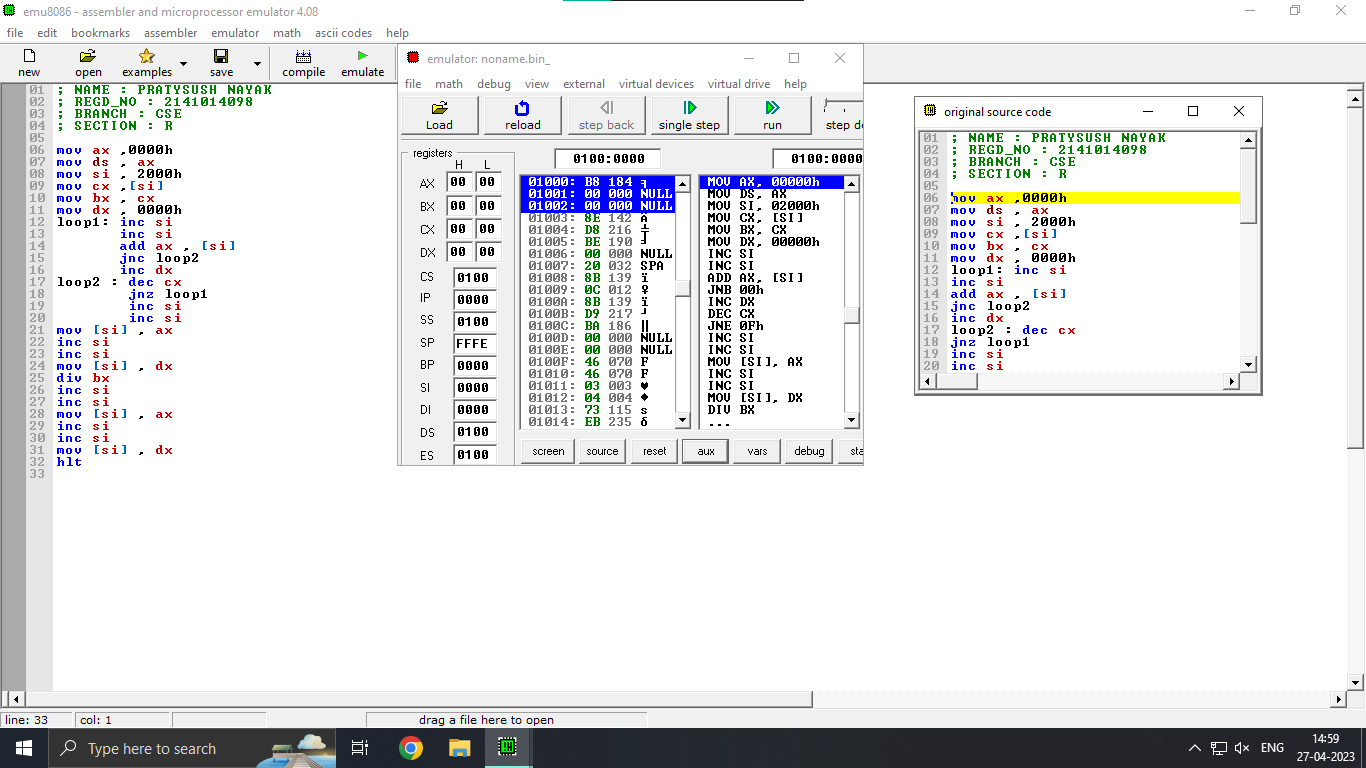 emu8086 - assembler and microprocessor emulator 4.08
file edit bookmarks assembler emulator math ascii codes help
new open examples save compile emulate
01 ; NAME : PRATYSUSH NAYAK
02 ; REGD_NO : 2141014098
03 ; BRANCH : CSE
04 ; SECTION : R
05
06 mov ax ,0000h
07 mov ds , ax
08 mov si , 2000h
09 mov cx ,[si]
10 mov bx , cx
11 mov dx , 0000h
12 loop1: inc si
13 inc si
14 add ax , [si]
15 jnc loop2
16 inc dx
17 loop2 : dec cx
18 jnz loop1
19 inc si
20 inc si
21 mov [si] , ax
22 inc si
23 inc si
24 mov [si] , dx
25 div bx
26 inc si
27 inc si
28 mov [si] , ax
29 inc si
30 inc si
31 mov [si] , dx
32 hlt
33
emulator: noname.bin_
file math debug view external virtual devices virtual drive help
Load reload step back single step run step de
registers
H L
AX 00 00
BX 00 00
CX 00 00
DX 00 00
CS 0100
IP 0000
SS 0100
SP FFFE
BP 0000
SI 0000
DI 0000
DS 0100
ES 0100
0100:0000 0100:0000
01000: B8 184 ╕
01001: 00 000 NULL
01002: 00 000 NULL
01003: 8E 142 Ä
01004: D8 216 ╪
01005: BE 190 ╛
01006: 00 000 NULL
01007: 20 032 SPA
01008: 8B 139 ï
01009: 0C 012 ♀
0100A: 8B 139 ï
0100B: D9 217 ┘
0100C: BA 186 ║
0100D: 00 000 NULL
0100E: 00 000 NULL
0100F: 46 070 F
01010: 46 070 F
01011: 03 003 ♥
01012: 04 004 ♦
01013: 73 115 s
01014: EB 235 δ
MOV AX, 00000h
MOV DS, AX
MOV SI, 02000h
MOV CX, [SI]
MOV BX, CX
MOV DX, 00000h
INC SI
INC SI
ADD AX, [SI]
JNB 00h
INC DX
DEC CX
JNE 0Fh
INC SI
INC SI
MOV [SI], AX
INC SI
INC SI
MOV [SI], DX
DIV BX
...
screen source reset aux vars debug sta
original source code
01 ; NAME : PRATYSUSH NAYAK
02 ; REGD_NO : 2141014098
03 ; BRANCH : CSE
04 ; SECTION : R
05
06 mov ax ,0000h
07 mov ds , ax
08 mov si , 2000h
09 mov cx ,[si]
10 mov bx , cx
11 mov dx , 0000h
12 loop1: inc si
13 inc si
14 add ax , [si]
15 jnc loop2
16 inc dx
17 loop2 : dec cx
18 jnz loop1
19 inc si
20 inc si
line: 33 col: 1 drag a file here to open
Type here to search
ENG
14:59
27-04-2023